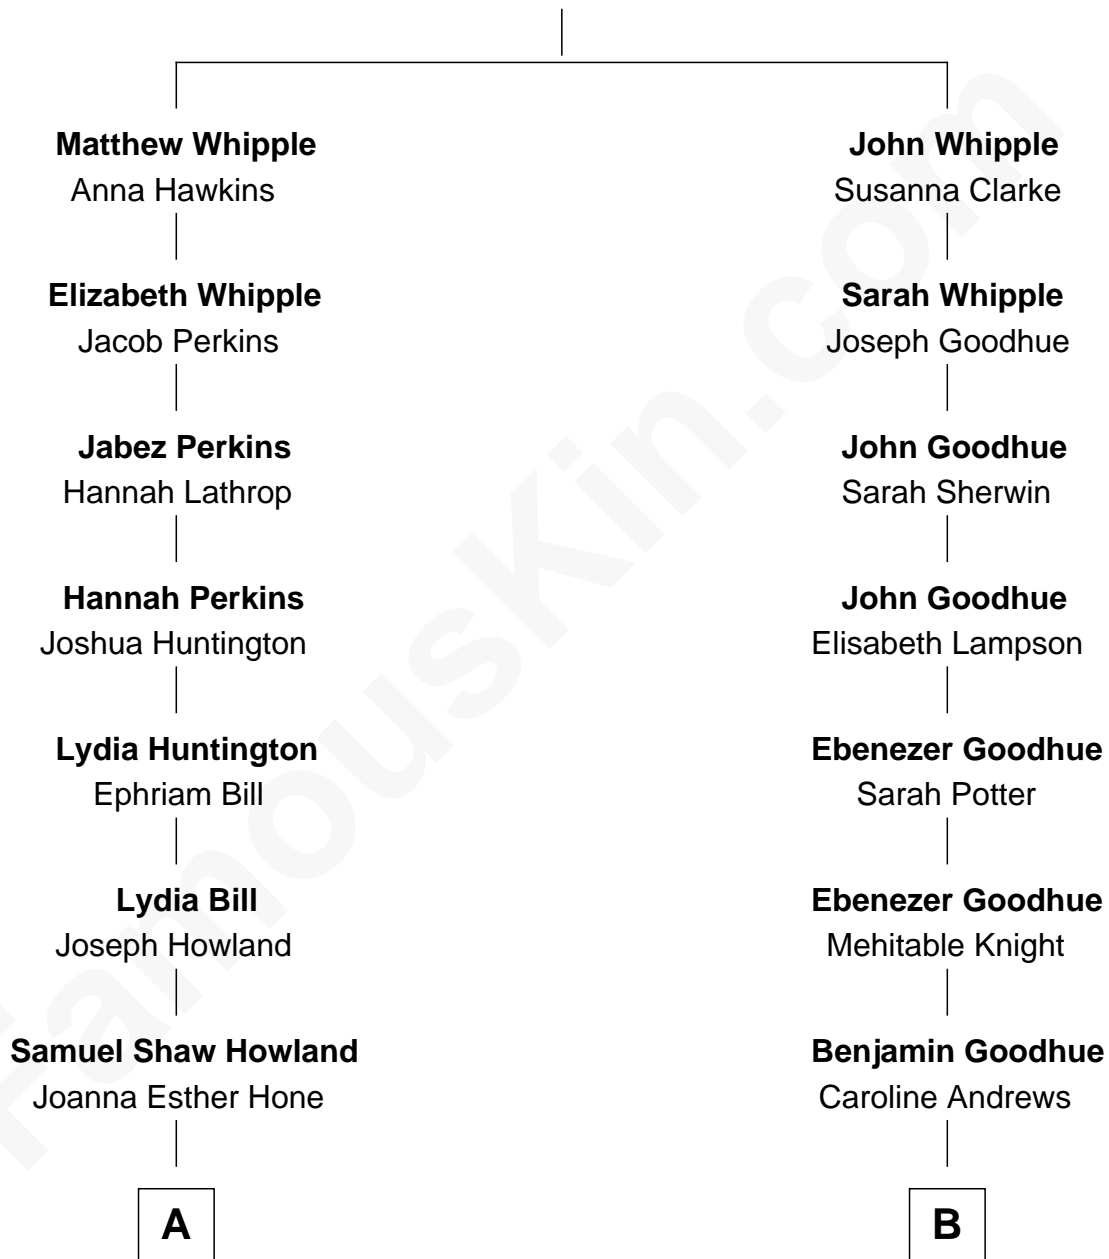 Matthew Whipple
Anna Hawkins
Elizabeth Whipple
Jacob Perkins
Jabez Perkins
Hannah Lathrop
Hannah Perkins
Joshua Huntington
Lydia Huntington
Ephriam Bill
Lydia Bill
Joseph Howland
Samuel Shaw Howland
Joanna Esther Hone
A
John Whipple
Susanna Clarke
Sarah Whipple
Joseph Goodhue
John Goodhue
Sarah Sherwin
John Goodhue
Elisabeth Lampson
Ebenezer Goodhue
Sarah Potter
Ebenezer Goodhue
Mehitable Knight
Benjamin Goodhue
Caroline Andrews
B
FamousKin.com